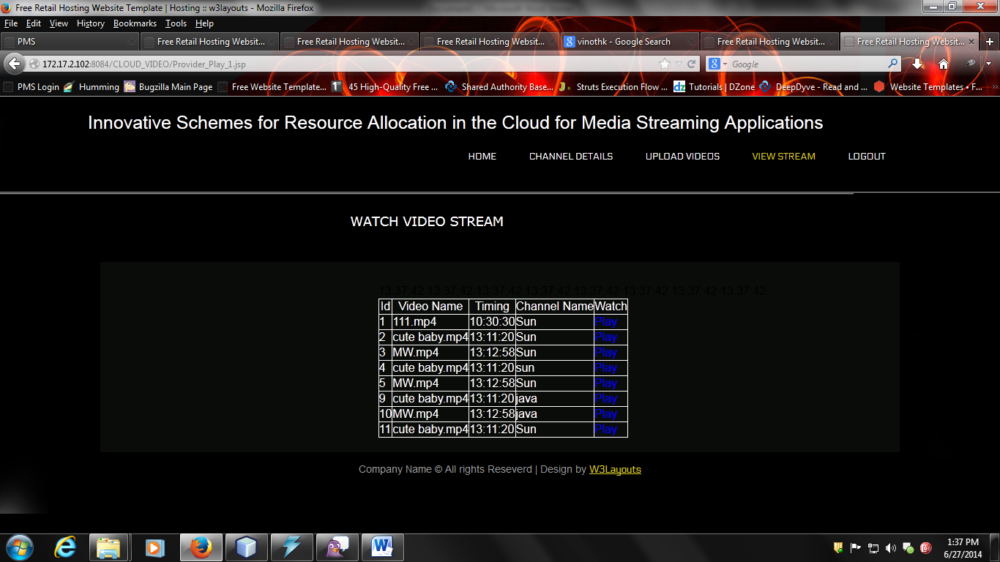 Free Retail Hosting Website Template | Hosting :: w3layouts - Mozilla Firefox
File Edit View History Bookmarks Tools Help
PMS Free Retail Hosting Websit... Free Retail Hosting Websit... Free Retail Hosting Websit... vinothk - Google Search Free Retail Hosting Websit... Free Retail Hosting Websit...
172.17.2.102:8084/CLOUD_VIDEO/Provider_Play_1.jsp Google
PMS Login Humming Bugzilla Main Page Free Website Template... 45 High-Quality Free ... Shared Authority Base... Struts Execution Flow ... Tutorials | DZone DeepDyve - Read and ... Website Templates • F...
Innovative Schemes for Resource Allocation in the Cloud for Media Streaming Applications
HOME CHANNEL DETAILS UPLOAD VIDEOS VIEW STREAM LOGOUT
WATCH VIDEO STREAM
13:37:42 13:37:42 13:37:42 13:37:42 13:37:42 13:37:42 13:37:42 13:37:42
Id Video Name Timing Channel Name Watch
1 111.mp4 10:30:30 Sun Play
2 cute baby.mp4 13:11:20 Sun Play
3 MW.mp4 13:12:58 Sun Play
4 cute baby.mp4 13:11:20 sun Play
5 MW.mp4 13:12:58 Sun Play
9 cute baby.mp4 13:11:20 java Play
10 MW.mp4 13:12:58 java Play
11 cute baby.mp4 13:11:20 Sun Play
Company Name © All rights Reseverd | Design by W3Layouts
1:37 PM
6/27/2014